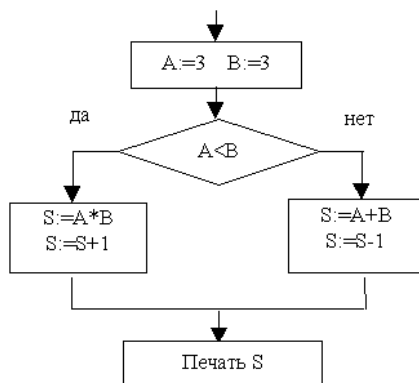 A:=3 B:=3
да
нет
A<B
S:=A*B
S:=S+1
S:=A+B
S:=S-1
Печать S